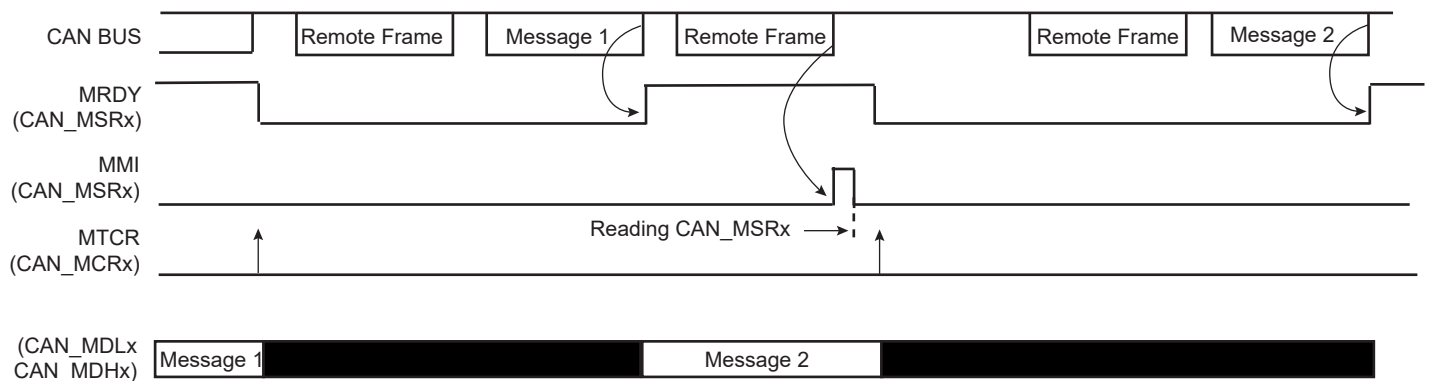 CAN BUS
Remote Frame
Message 1
Remote Frame
Remote Frame
Message 2
MRDY
(CAN_MSRx)
MMI
(CAN_MSRx)
Reading CAN_MSRx
MTCR
(CAN_MCRx)
(CAN_MDLx
CAN_MDHx)
Message 1
Message 2